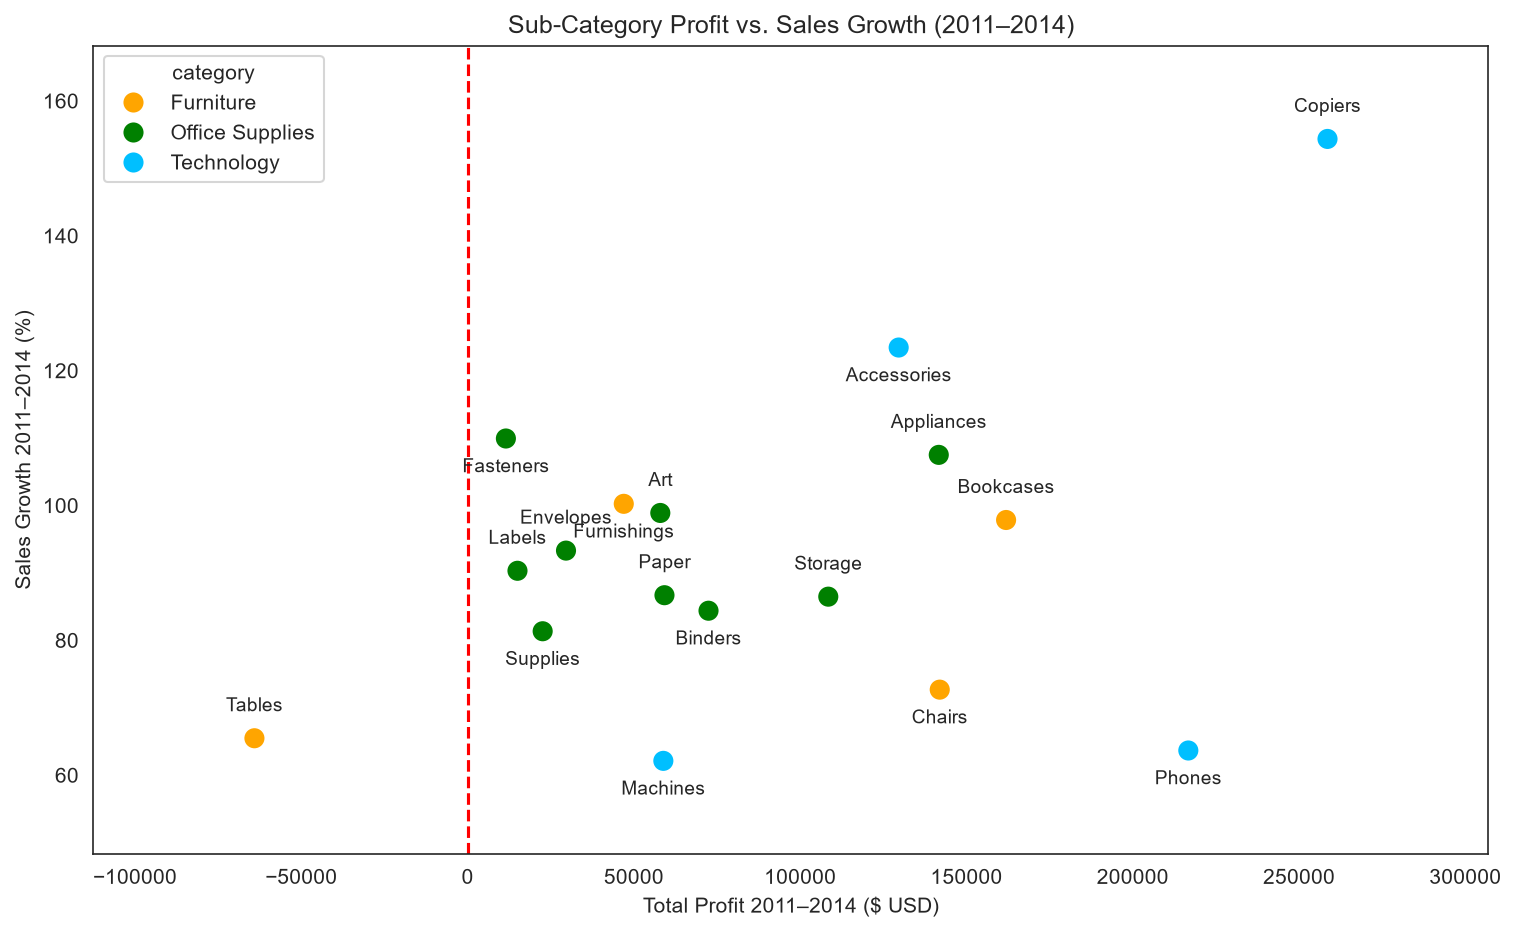 Sub-Category Profit vs. Sales Growth (2011–2014)
category
Furniture
Office Supplies
Technology
160
140
120
100
80
60
Sales Growth 2011–2014 (%)
Copiers
Accessories
Appliances
Fasteners
Art
Bookcases
Envelopes
Furnishings
Labels
Paper
Storage
Binders
Supplies
Tables
Chairs
Machines
Phones
−100000
−50000
0
50000
100000
150000
200000
250000
300000
Total Profit 2011–2014 ($ USD)